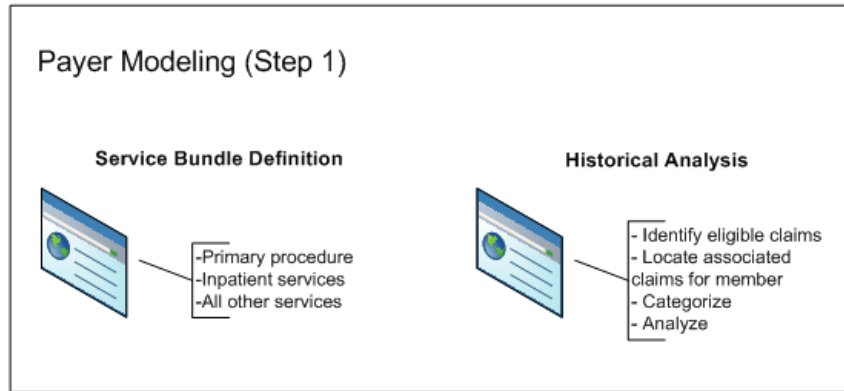 Payer Modeling (Step 1)
Service Bundle Definition
-Primary procedure
-Inpatient services
-All other services
Historical Analysis
- Identify eligible claims
- Locate associated
claims for member
- Categorize
- Analyze